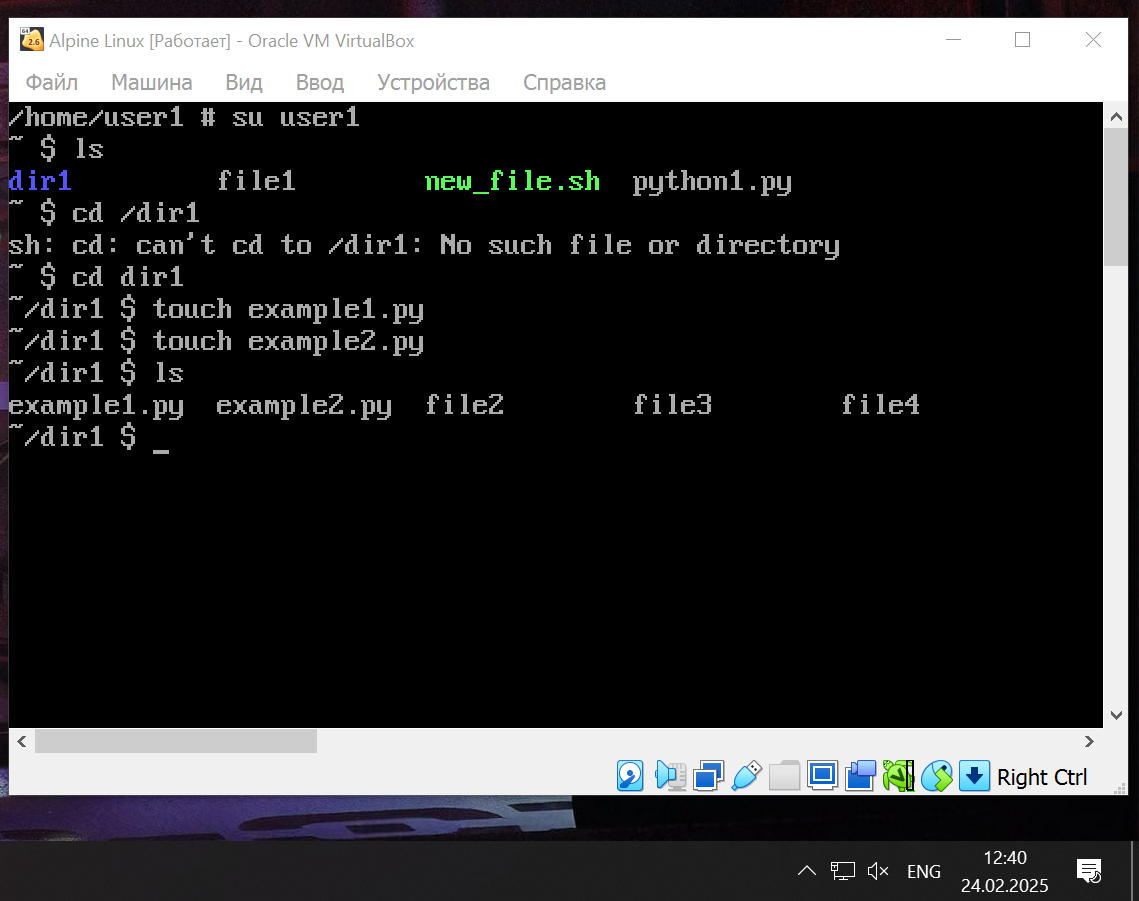 64
2.6
Alpine Linux [Работает] - Oracle VM VirtualBox
Файл Машина Вид Ввод Устройства Справка
/home/user1 # su user1
~ $ ls
dir1 file1 new_file.sh python1.py
~ $ cd /dir1
sh: cd: can't cd to /dir1: No such file or directory
~ $ cd dir1
~/dir1 $ touch example1.py
~/dir1 $ touch example2.py
~/dir1 $ ls
example1.py example2.py file2 file3 file4
~/dir1 $ _
Right Ctrl
ENG
12:40
24.02.2025